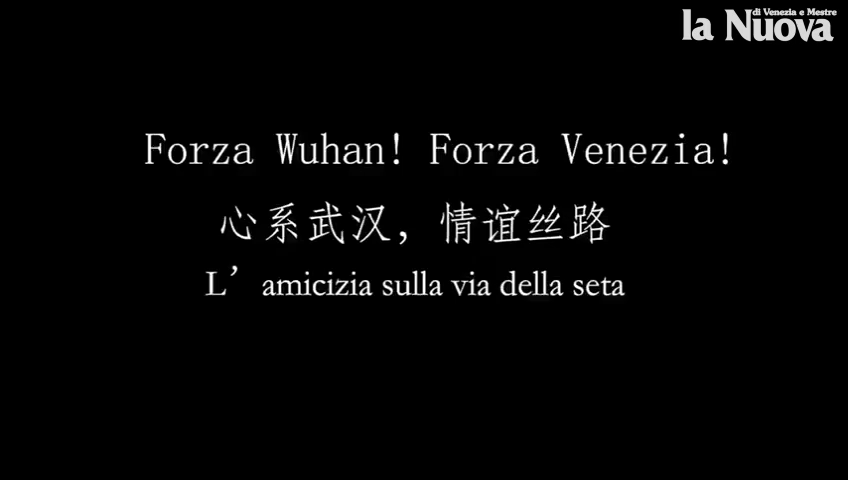 di Venezia e Mestre
la Nuova
Forza Wuhan! Forza Venezia!
心系武汉，情谊丝路
L’amicizia sulla via della seta